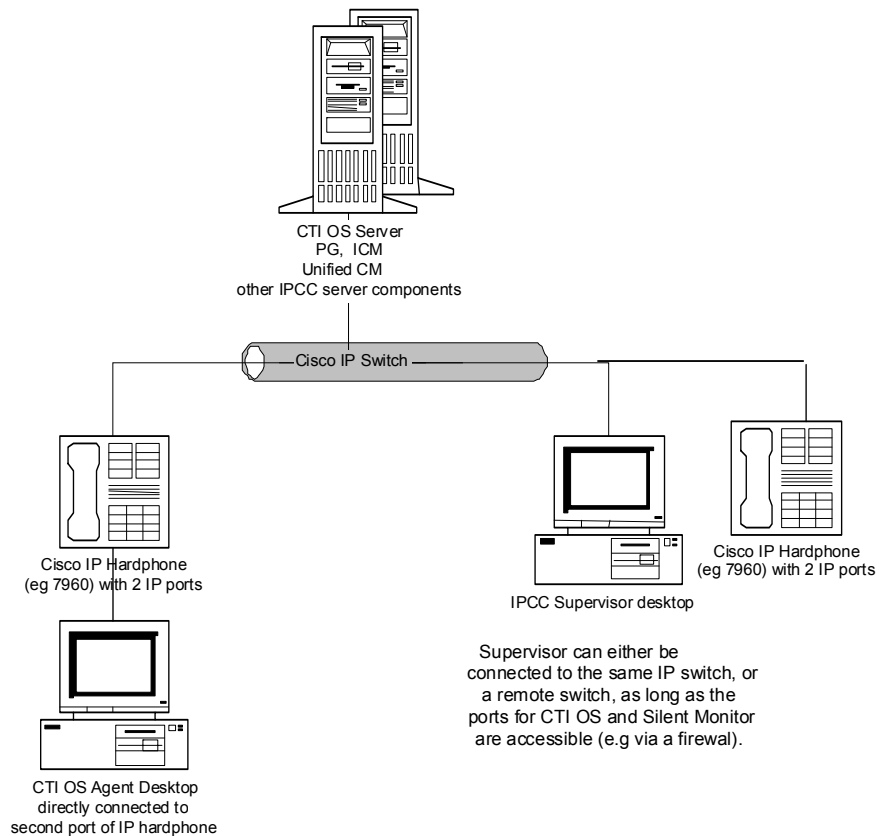 CTI OS Server
PG, ICM
Unified CM
other IPCC server components
Cisco IP Switch
Cisco IP Hardphone
(eg 7960) with 2 IP ports
IPCC Supervisor desktop
Cisco IP Hardphone
(eg 7960) with 2 IP ports
Supervisor can either be
connected to the same IP switch, or
a remote switch, as long as the
ports for CTI OS and Silent Monitor
are accessible (e.g via a firewal).
CTI OS Agent Desktop
directly connected to
second port of IP hardphone